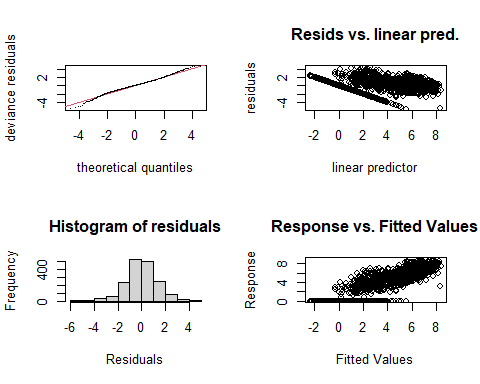 deviance residuals
2
-4
-4 -2 0 2 4
theoretical quantiles
Resids vs. linear pred.
residuals
2
-4
-2 0 2 4 6 8
linear predictor
Histogram of residuals
Frequency
400
0
-6 -4 -2 0 2 4
Residuals
Response vs. Fitted Values
Response
8
4
0
-2 0 2 4 6 8
Fitted Values